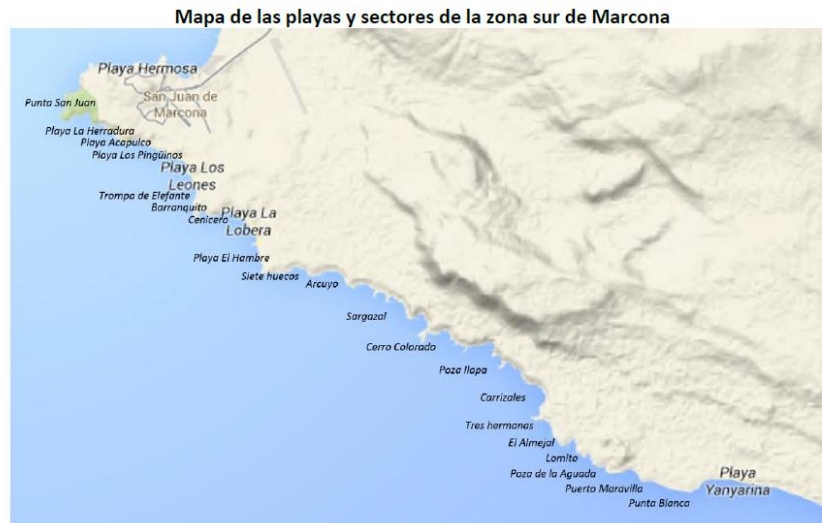 Mapa de las playas y sectores de la zona sur de Marcona
Playa Hermosa
San Juan de
Marcona
Punta San Juan
Playa La Herradura
Playa Acapulco
Playa Los Pingüinos
Playa Los
Leones
Trompa de Elefante
Barranquito
Cenicero
Playa La
Lobera
Playa El Hambre
Siete huecos
Arcuyo
Sargazal
Cerro Colorado
Poza Ilapa
Carrizales
Tres hermanas
El Almejal
Lomito
Poza de la Aguada
Puerto Maravilla
Punta Blanca
Playa
Yanyarina